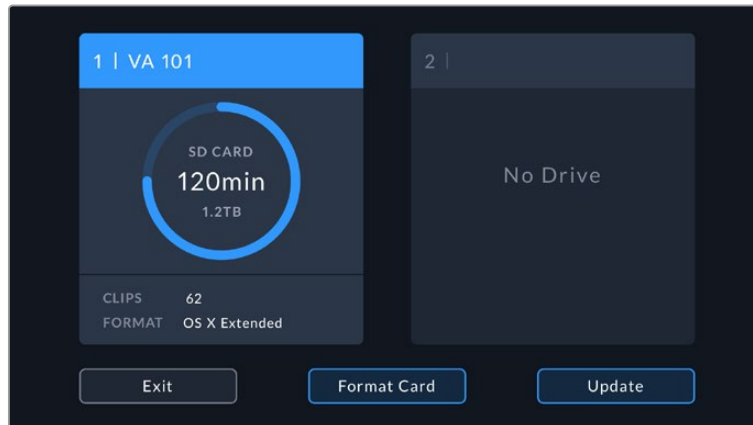 1 | VA 101
SD CARD
120min
1.2TB
CLIPS 62
FORMAT OS X Extended
2 |
No Drive
Exit
Format Card
Update